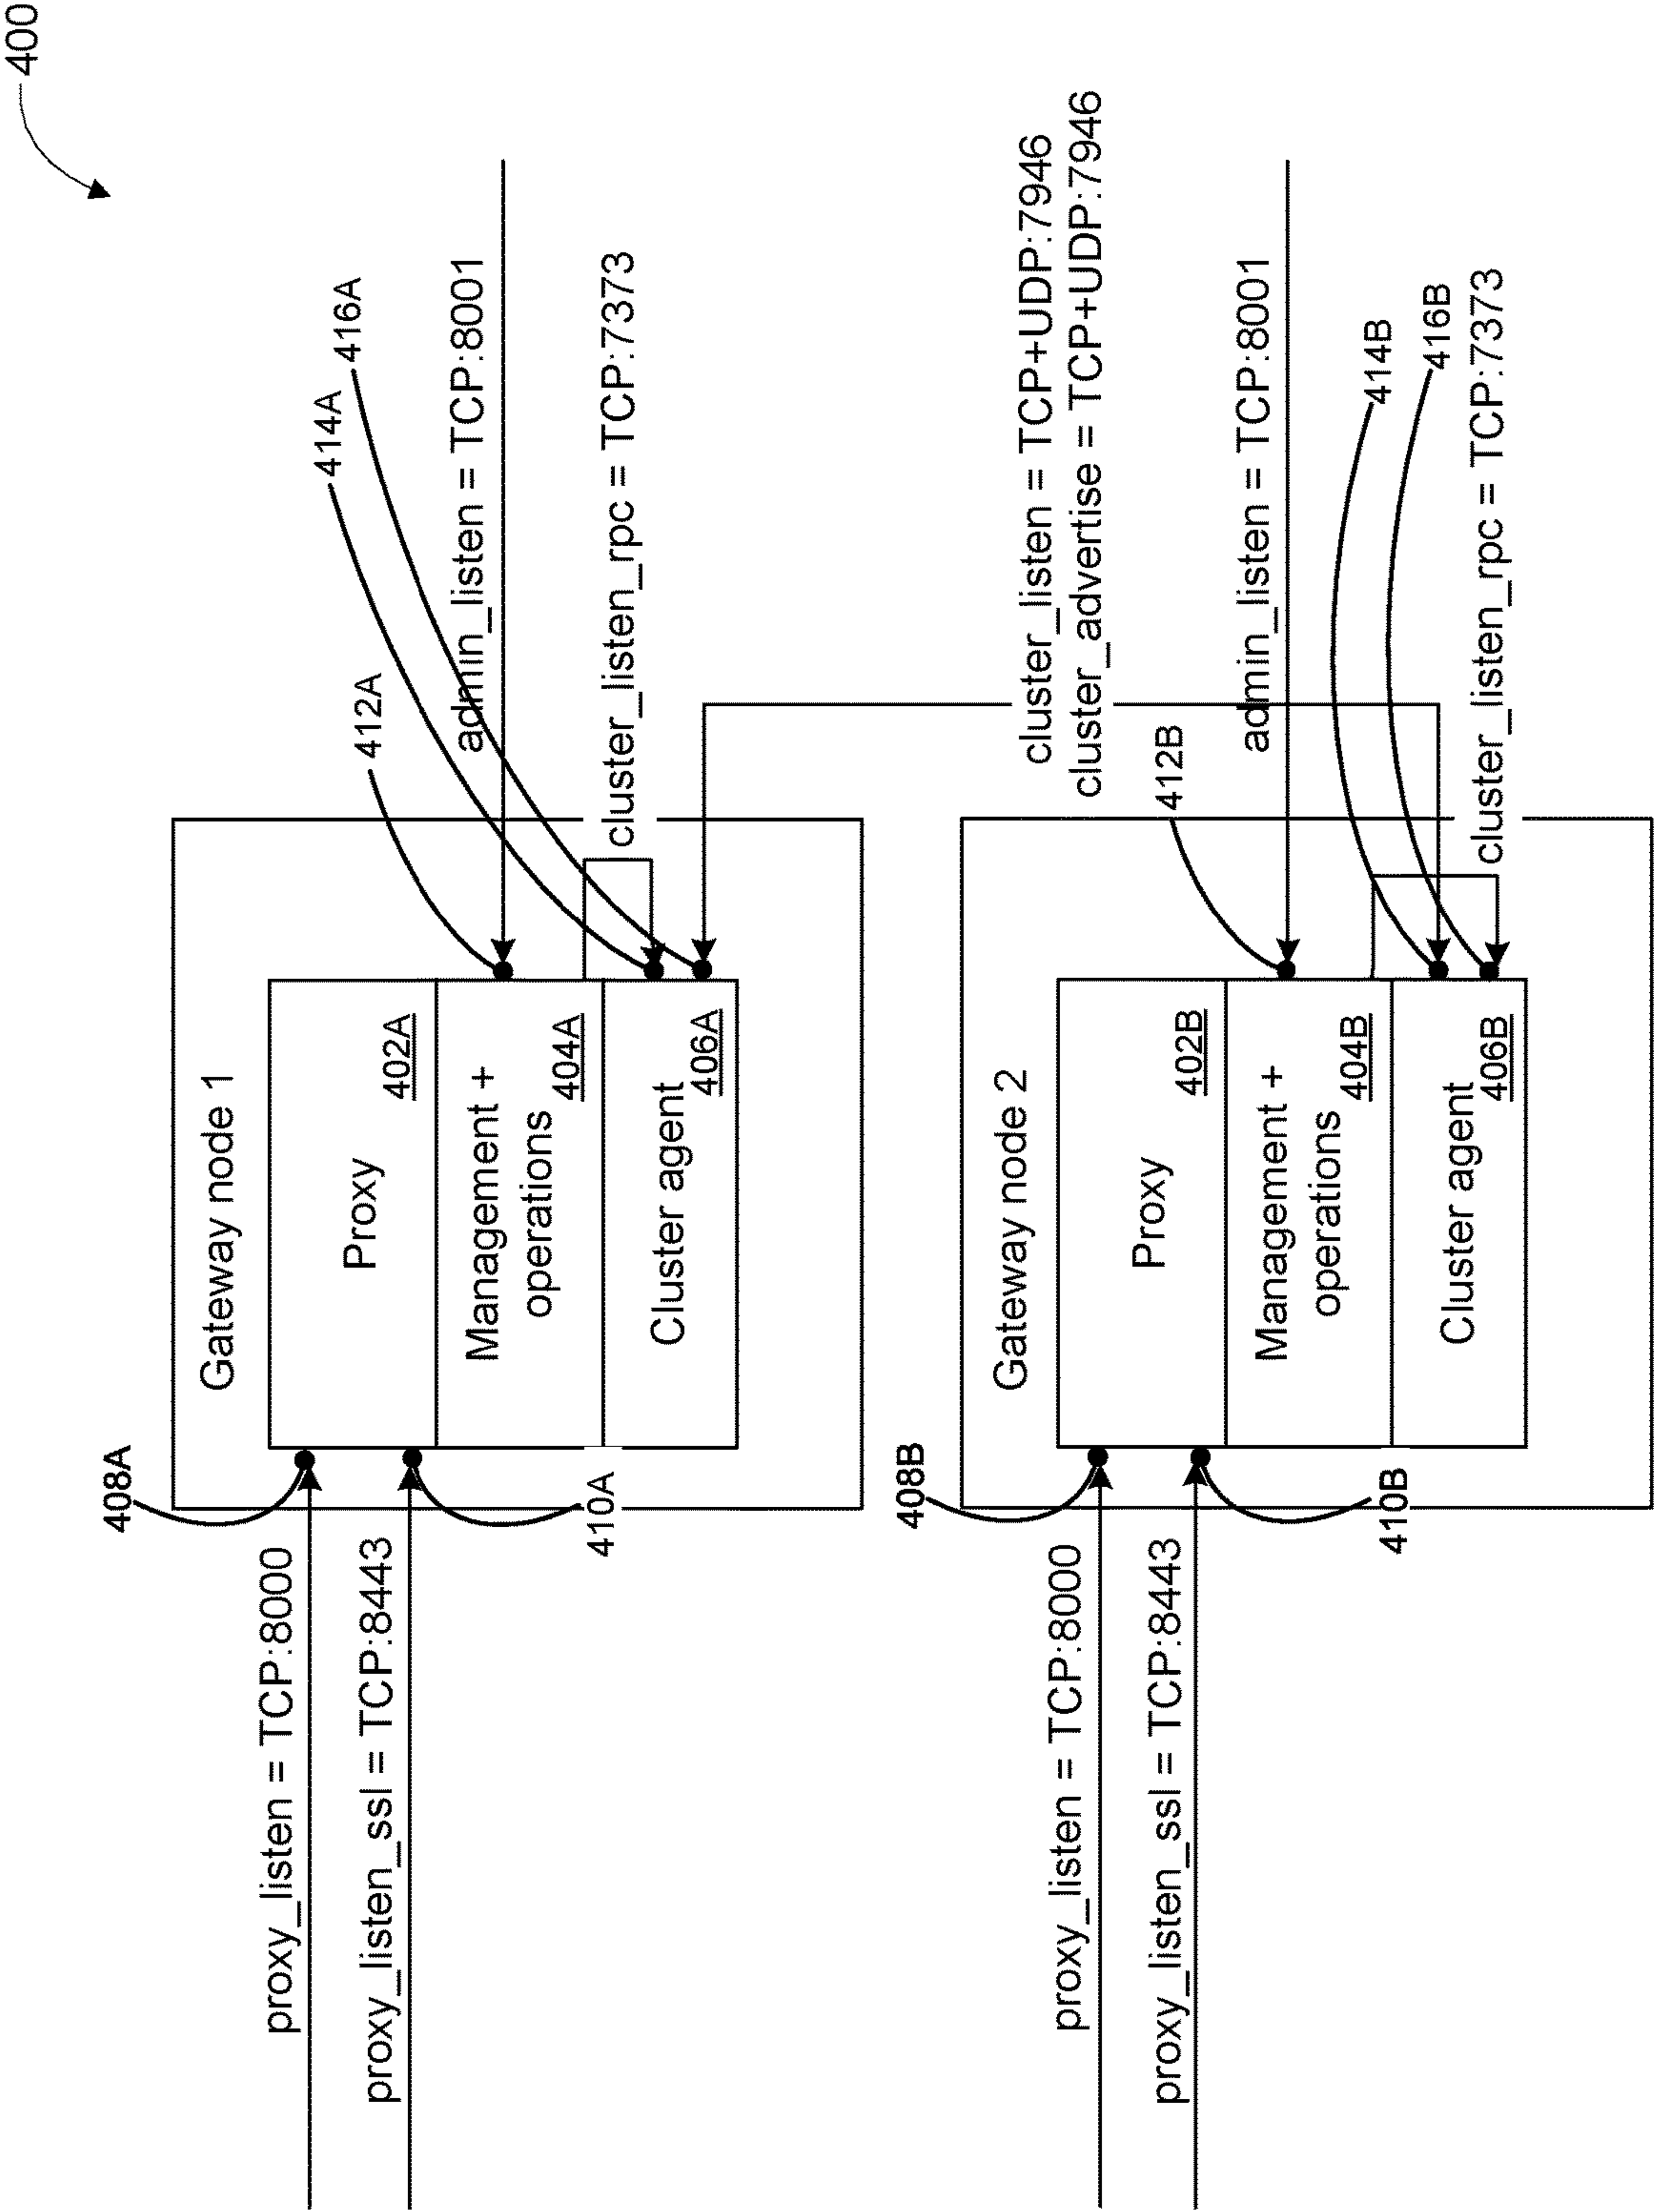 400
408A
proxy_listen = TCP:8000
proxy_listen_ssl = TCP:8443
410A
Gateway node 1
Proxy
402A
Management +
operations
404A
Cluster agent
406A
412A
414A
416A
admin_listen = TCP:8001
cluster_listen_rpc = TCP:7373
cluster_listen = TCP+UDP:7946
cluster_advertise = TCP+UDP:7946
408B
proxy_listen = TCP:8000
proxy_listen_ssl = TCP:8443
410B
Gateway node 2
Proxy
402B
Management +
operations
404B
Cluster agent
406B
412B
admin_listen = TCP:8001
414B
416B
cluster_listen_rpc = TCP:7373